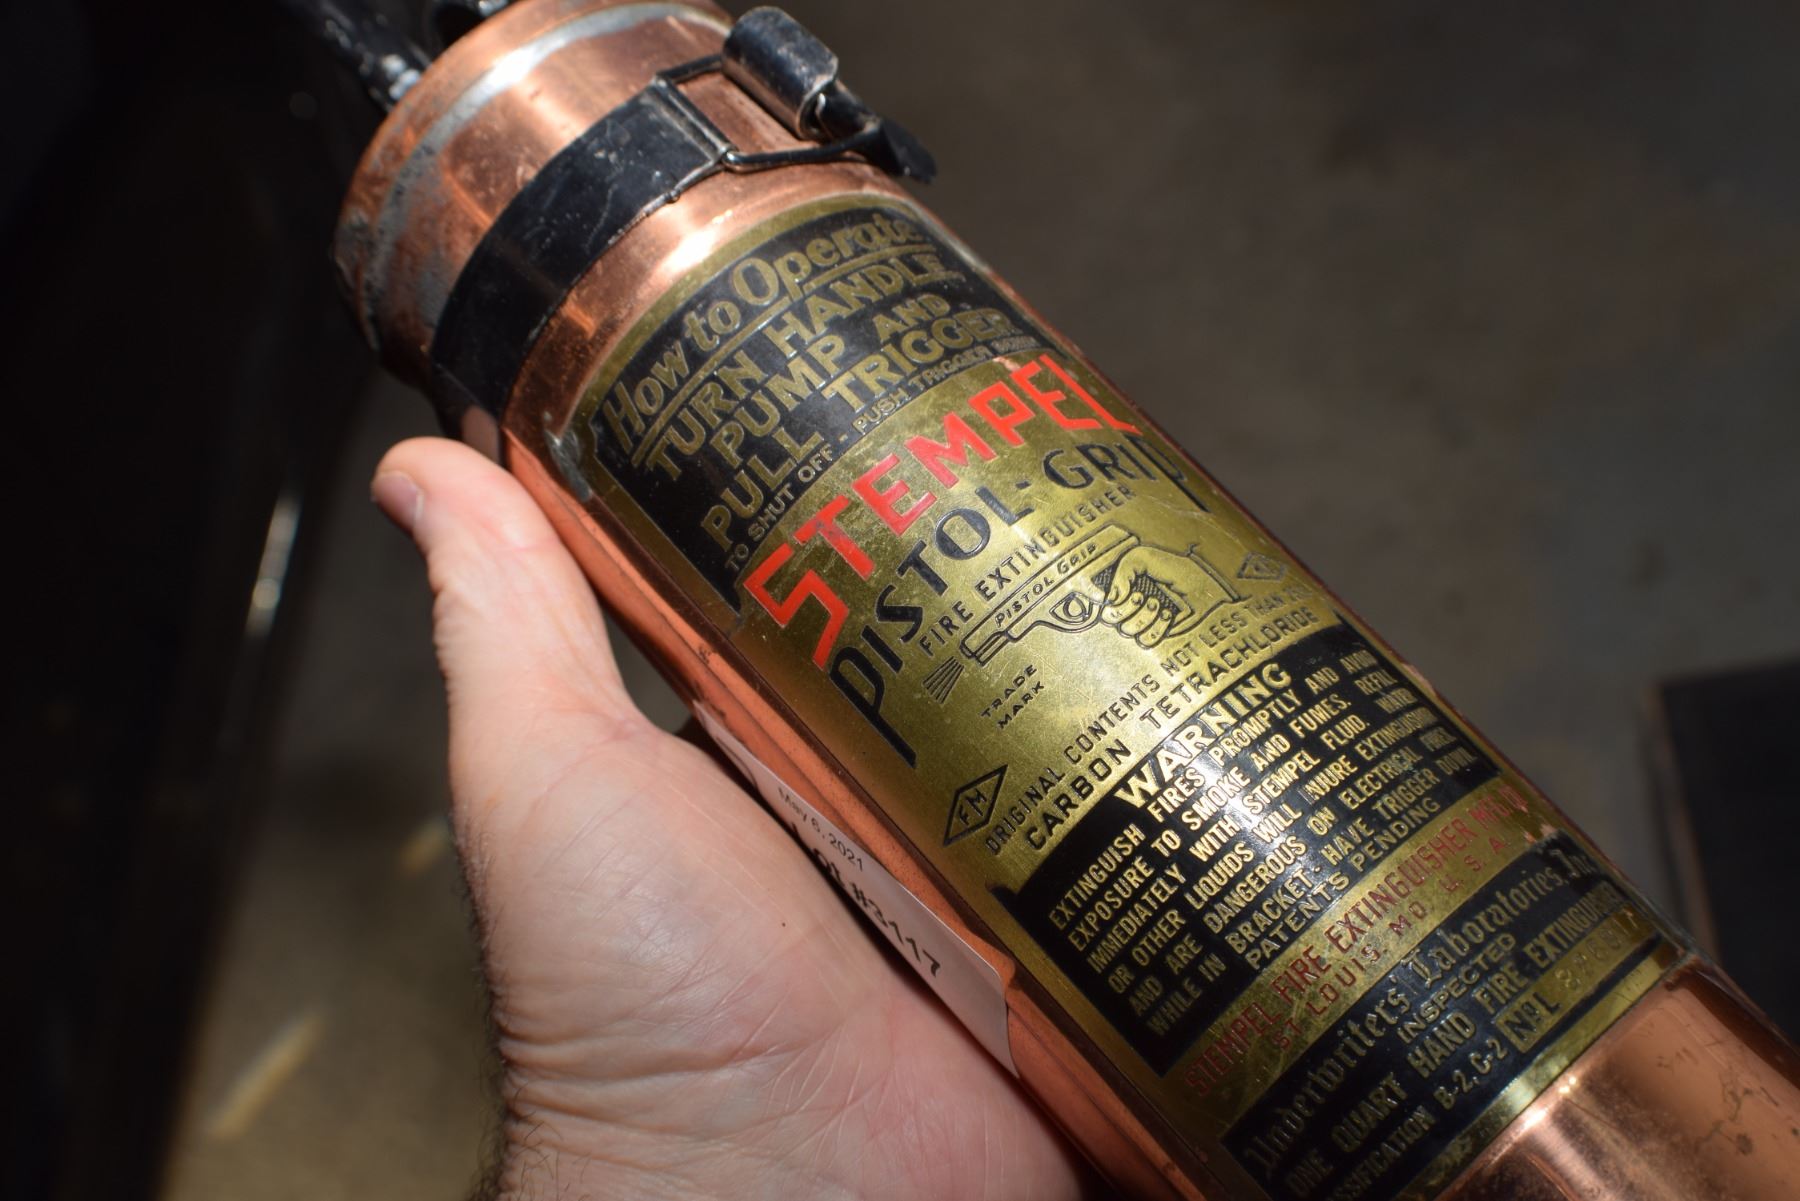 How to Operate
TURN HANDLE
PUMP AND
PULL TRIGGER
TO SHUT OFF - PUSH TRIGGER DOWN
STEMPEL
PISTOL-GRIP
FIRE EXTINGUISHER
PISTOL GRIP
TRADE
MARK
FM
ORIGINAL CONTENTS NOT LESS THAN
CARBON TETRACHLORIDE
WARNING
EXTINGUISH FIRES PROMPTLY AND AVOID
EXPOSURE TO SMOKE AND FUMES. REFILL
IMMEDIATELY WITH STEMPEL FLUID. WATER
OR OTHER LIQUIDS WILL INJURE EXTINGUISHER
AND ARE DANGEROUS ON ELECTRICAL FIRES.
WHILE IN BRACKET, HAVE TRIGGER DOWN
PATENTS PENDING
STEMPEL FIRE EXTINGUISHER MFG.
ST LOUIS, MO. U. S. A.
Underwriters' Laboratories, Inc
INSPECTED
ONE QUART HAND FIRE EXTINGUISHER
CLASSIFICATION B-2, C-2 No L
May 6, 2021
Lot #3117